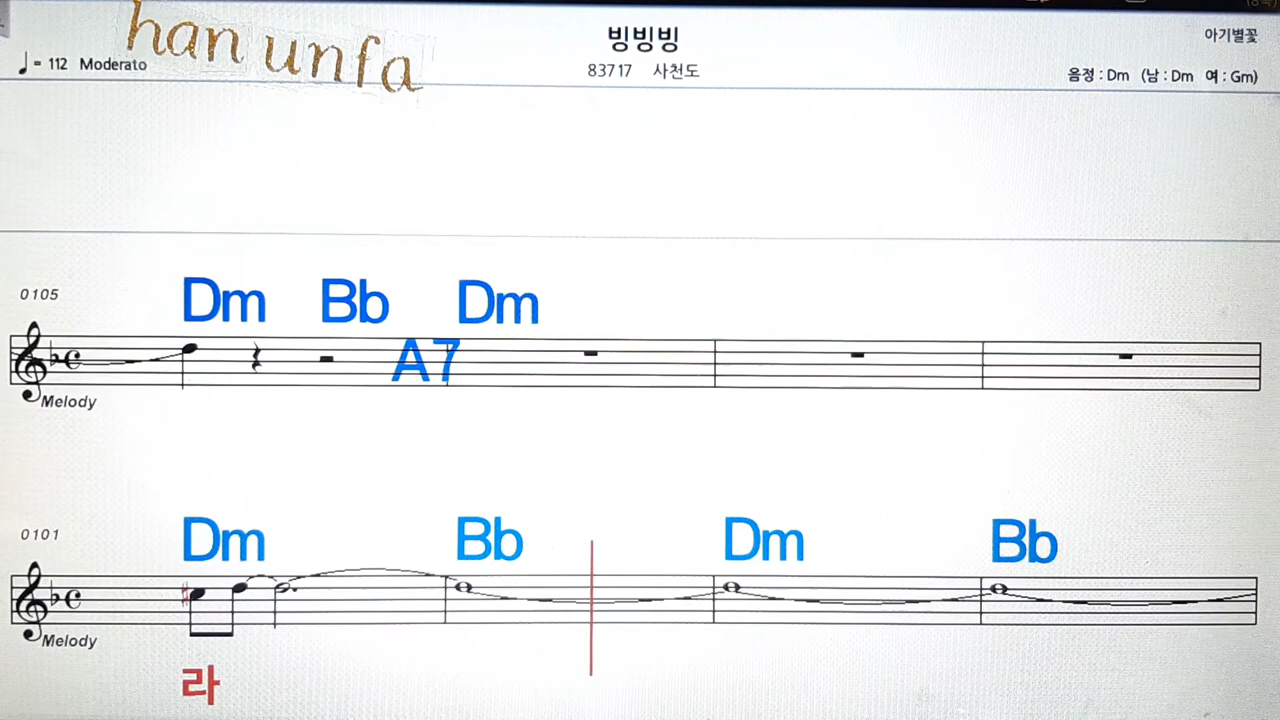 han unfa
빙빙빙
아기별꽃
♩= 112 Moderato
83717 사천도
음정 : Dm (남 : Dm 여 : Gm)
0105
Dm Bb A7 Dm
Melody
0101
Dm Bb Dm Bb
Melody
라